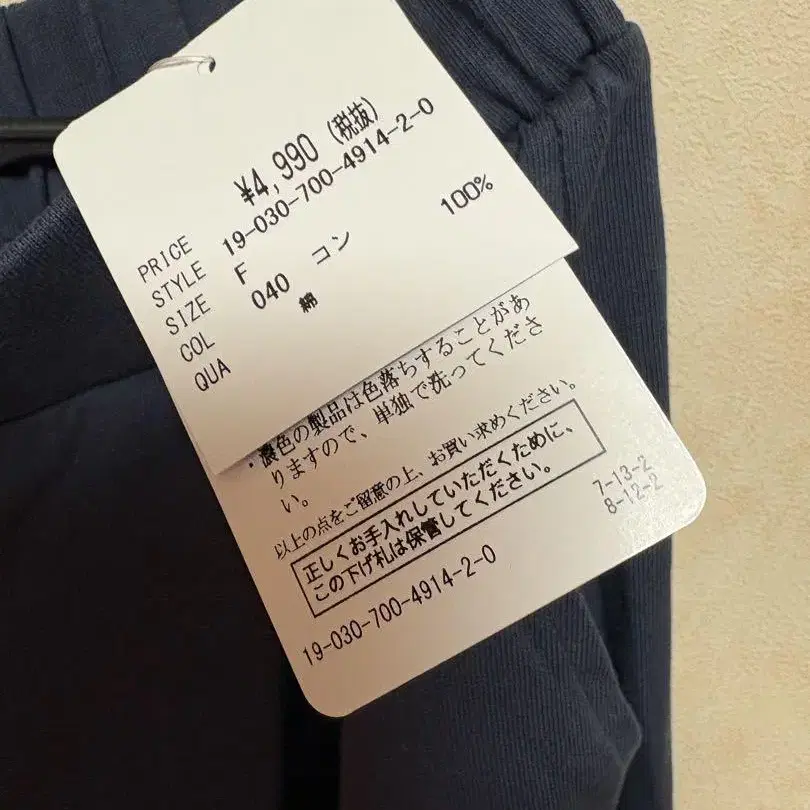 PRICE ¥4,990 (税抜)
STYLE 19-030-700-4914-2-0
SIZE F
COL 040 コン
QUA 綿 100%
・濃色の製品は色落ちすることがあ
りますので、単独で洗ってくださ
い。
以上の点をご留意の上、お買い求めください。
正しくお手入れしていただくために、
この下げ札は保管してください。
7-13-2
8-12-2
19-030-700-4914-2-0